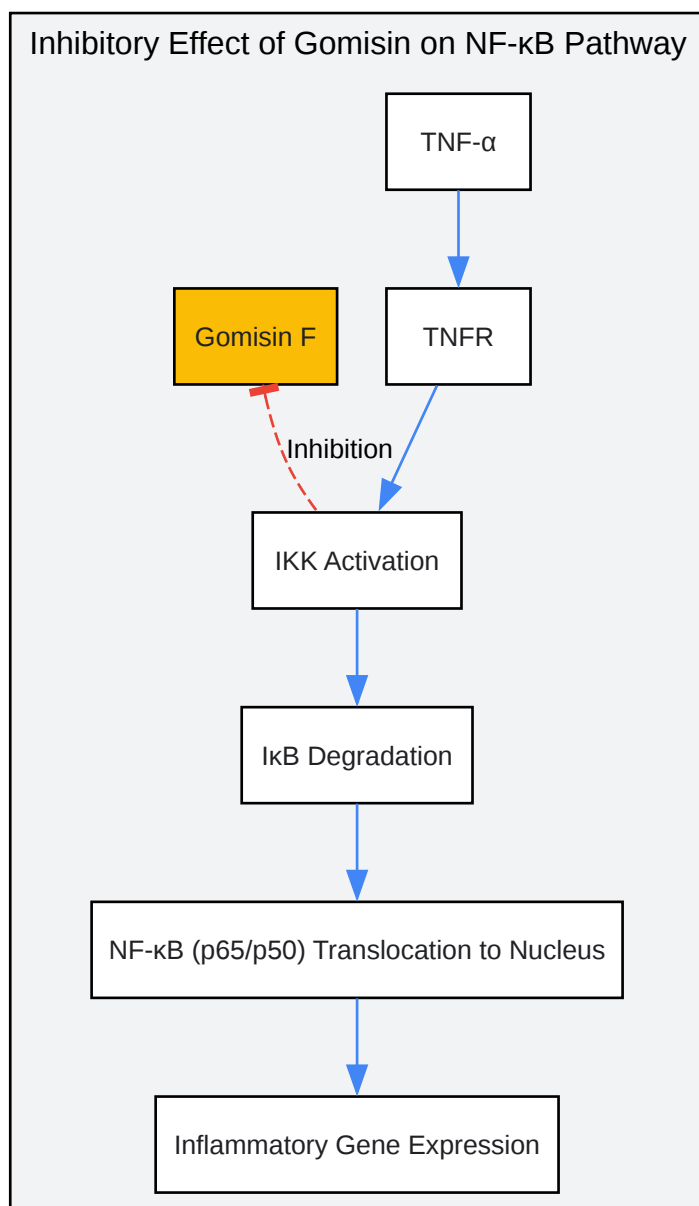 Inhibitory Effect of Gomisin on NF-κB Pathway
TNF-α
Gomisin F
TNFR
Inhibition
IKK Activation
IκB Degradation
NF-κB (p65/p50) Translocation to Nucleus
Inflammatory Gene Expression